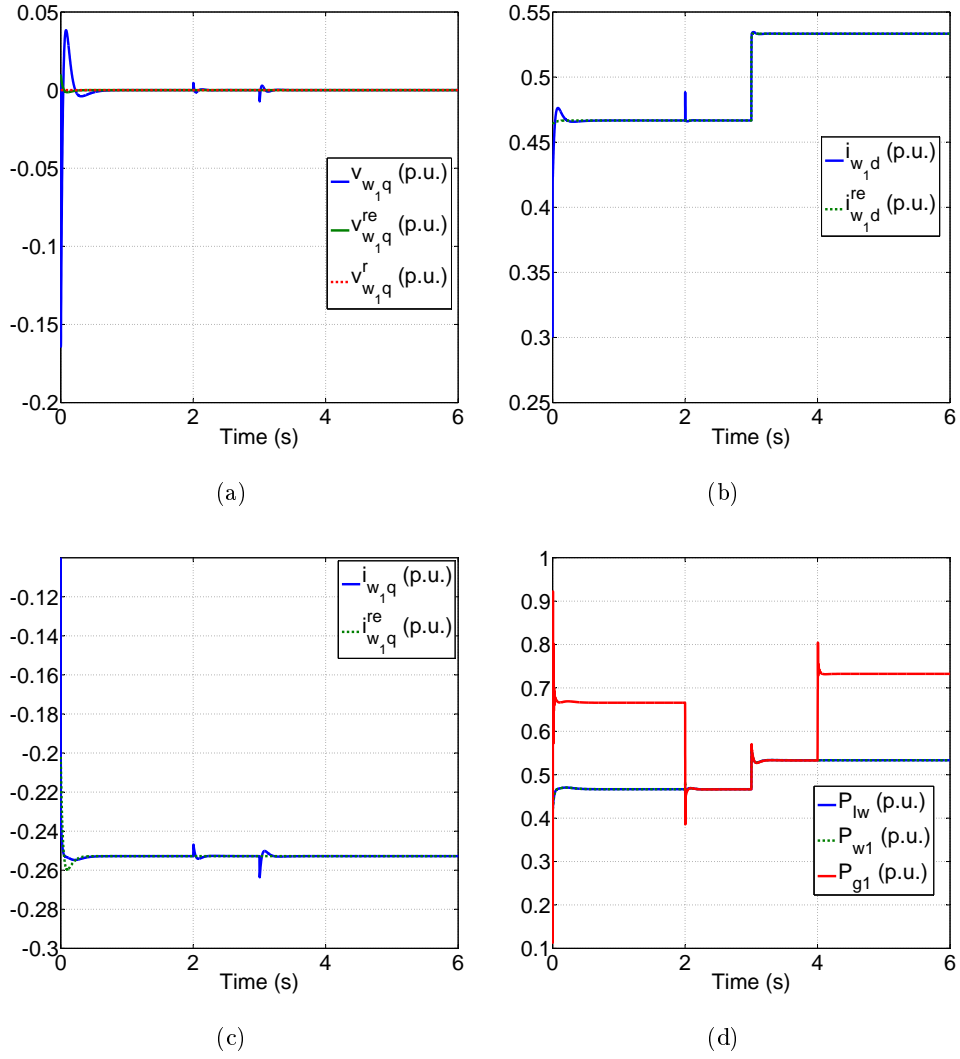 0.05
0
-0.05
-0.1
-0.15
-0.2
0 2 4 6
Time (s)
v_{w_1q} (p.u.)
v_{w_1q}^{re} (p.u.)
v_{w_1q}^{r} (p.u.)
(a)
0.55
0.5
0.45
0.4
0.35
0.3
0.25
0 2 4 6
Time (s)
i_{w_1d} (p.u.)
i_{w_1d}^{re} (p.u.)
(b)
-0.12
-0.14
-0.16
-0.18
-0.2
-0.22
-0.24
-0.26
-0.28
-0.3
0 2 4 6
Time (s)
i_{w_1q} (p.u.)
i_{w_1q}^{re} (p.u.)
(c)
1
0.9
0.8
0.7
0.6
0.5
0.4
0.3
0.2
0.1
0 2 4 6
Time (s)
P_{lw} (p.u.)
P_{w1} (p.u.)
P_{g1} (p.u.)
(d)